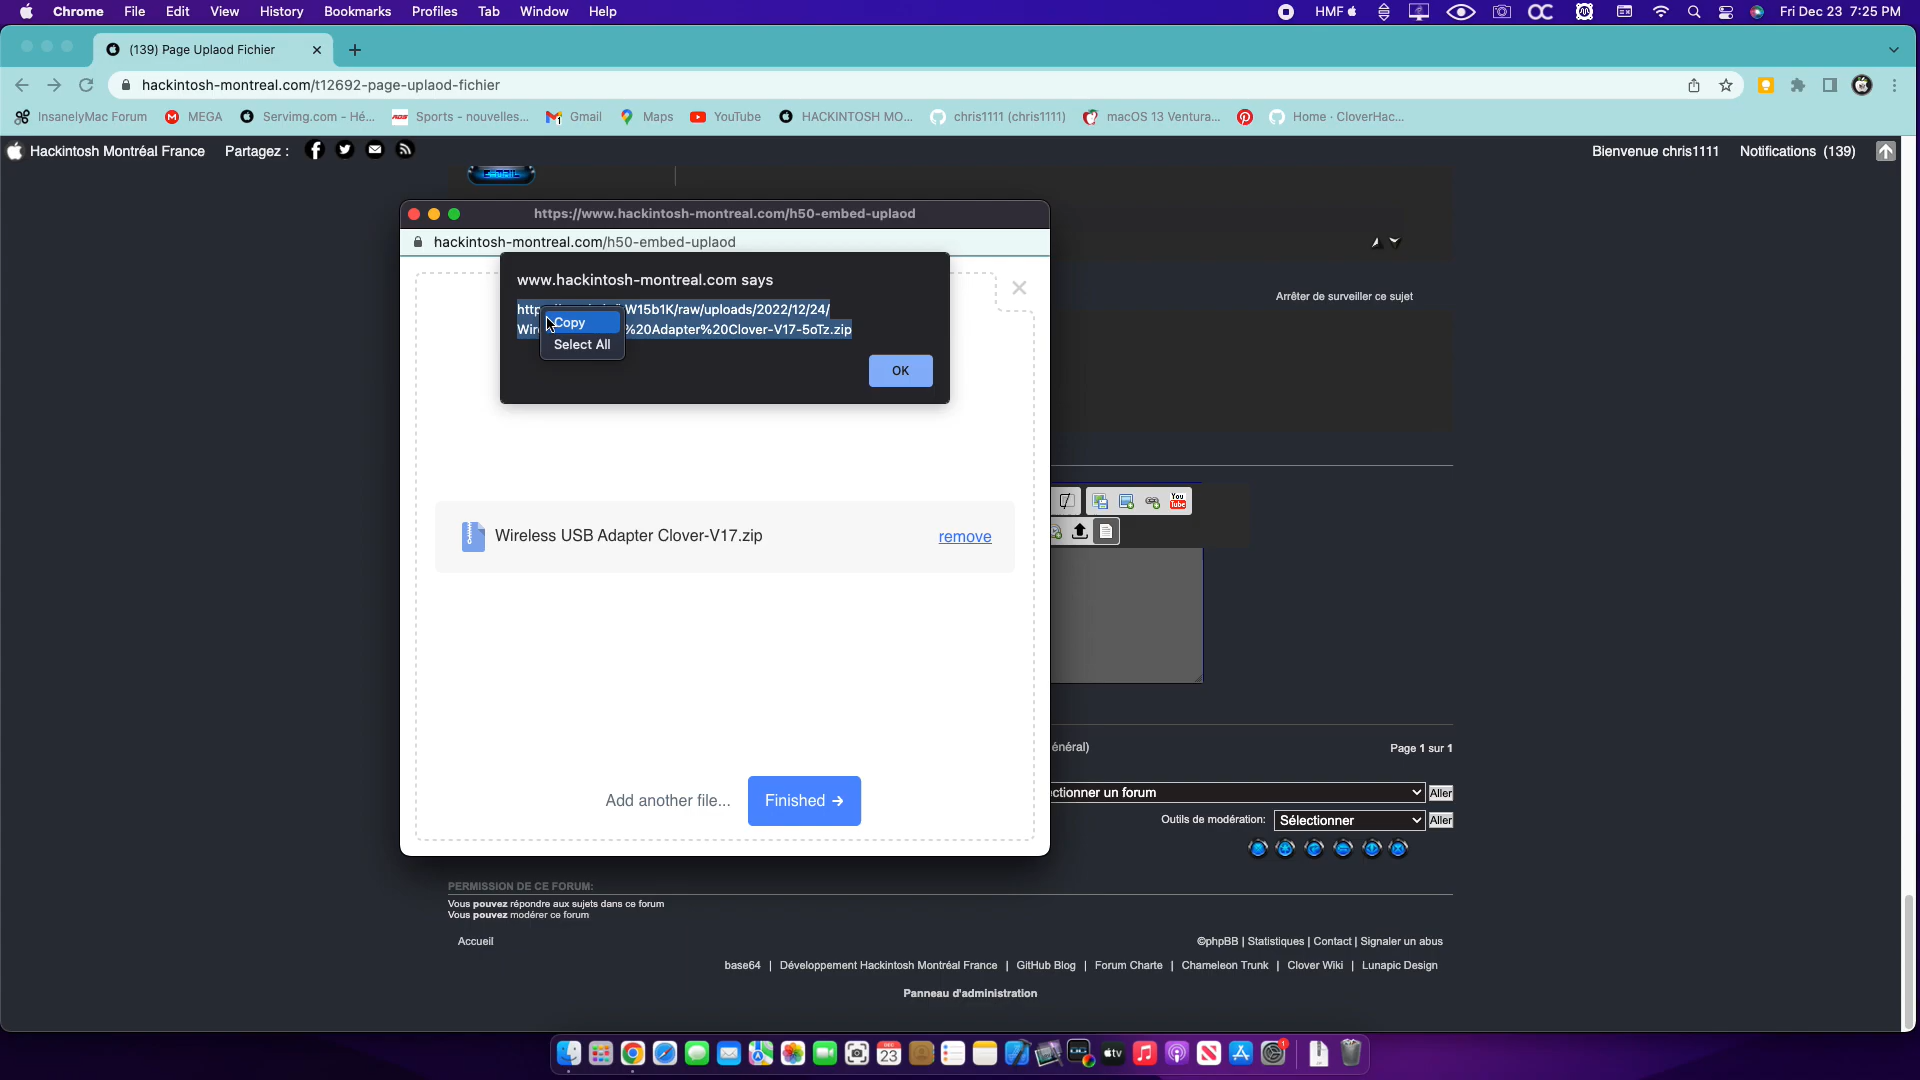 Chrome File Edit View History Bookmarks Profiles Tab Window Help
HMF
Fri Dec 23 7:25 PM
(139) Page Uplaod Fichier
hackintosh-montreal.com/t12692-page-uplaod-fichier
InsanelyMac Forum MEGA Servimg.com - Hé... Sports - nouvelles... Gmail Maps YouTube HACKINTOSH MO... chris1111 (chris1111) macOS 13 Ventura... Home · CloverHac...
Hackintosh Montréal France Partagez :
Bienvenue chris1111 Notifications (139)
E-MAIL
https://www.hackintosh-montreal.com/h50-embed-uplaod
hackintosh-montreal.com/h50-embed-uplaod
www.hackintosh-montreal.com says
W15b1K/raw/uploads/2022/12/24/
%20Adapter%20Clover-V17-5oTz.zip
Copy
Select All
OK
Arrêter de surveiller ce sujet
You
Tube
Wireless USB Adapter Clover-V17.zip
remove
Add another file...
Finished →
énéral)
Page 1 sur 1
ctionner un forum
Aller
Outils de modération:
Sélectionner
Aller
PERMISSION DE CE FORUM:
Vous pouvez répondre aux sujets dans ce forum
Vous pouvez modérer ce forum
Accueil
©phpBB | Statistiques | Contact | Signaler un abus
base64 | Développement Hackintosh Montréal France | GitHub Blog | Forum Charte | Chameleon Trunk | Clover Wiki | Lunapic Design
Panneau d'administration
DEC
23
tv
1